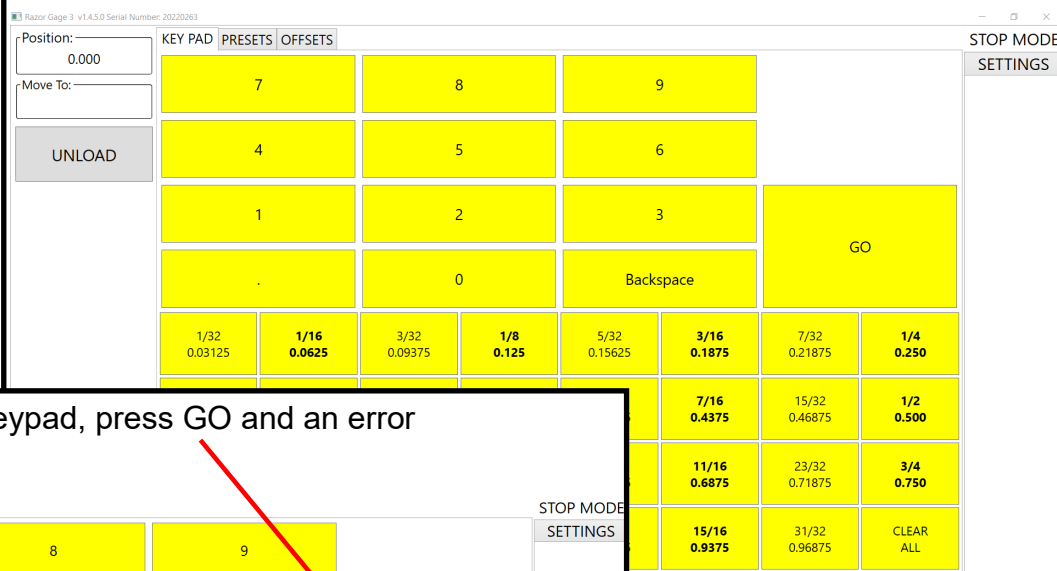 Razor Gage 3 v1.4.5.0 Serial Number: 20220263
Position:
0.000
Move To:
UNLOAD
KEY PAD PRESETS OFFSETS
STOP MODE
SETTINGS
7 8 9
4 5 6
1 2 3
GO
. 0 Backspace
1/32 1/16 3/32 1/8 5/32 3/16 7/32 1/4
0.03125 0.0625 0.09375 0.125 0.15625 0.1875 0.21875 0.250
7/16 15/32 1/2
0.4375 0.46875 0.500
11/16 23/32 3/4
0.6875 0.71875 0.750
15/16 31/32 CLEAR
0.9375 0.96875 ALL
eypad, press GO and an error
STOP MODE
SETTINGS
8 9